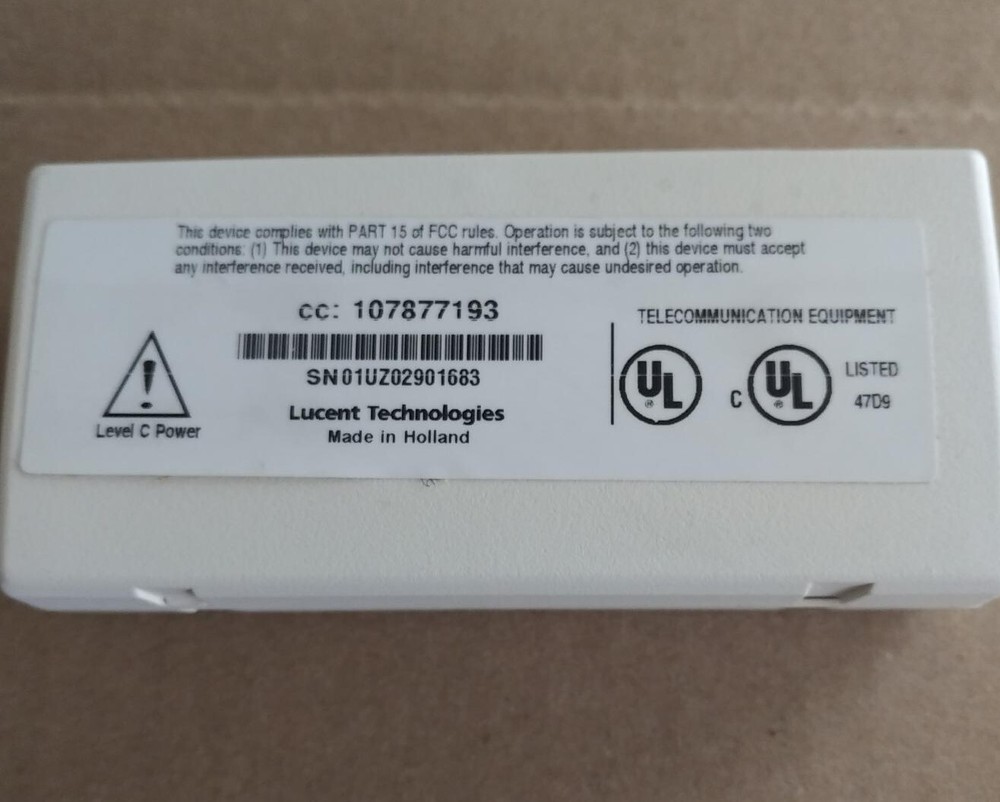 This device complies with PART 15 of FCC rules. Operation is subject to the following two
conditions: (1) This device may not cause harmful interference, and (2) this device must accept
any interference received, including interference that may cause undesired operation.
CC: 107877193
SN01UZ02901683
Lucent Technologies
Made in Holland
!
Level C Power
TELECOMMUNICATION EQUIPMENT
UL ®
C UL ®
LISTED
47D9